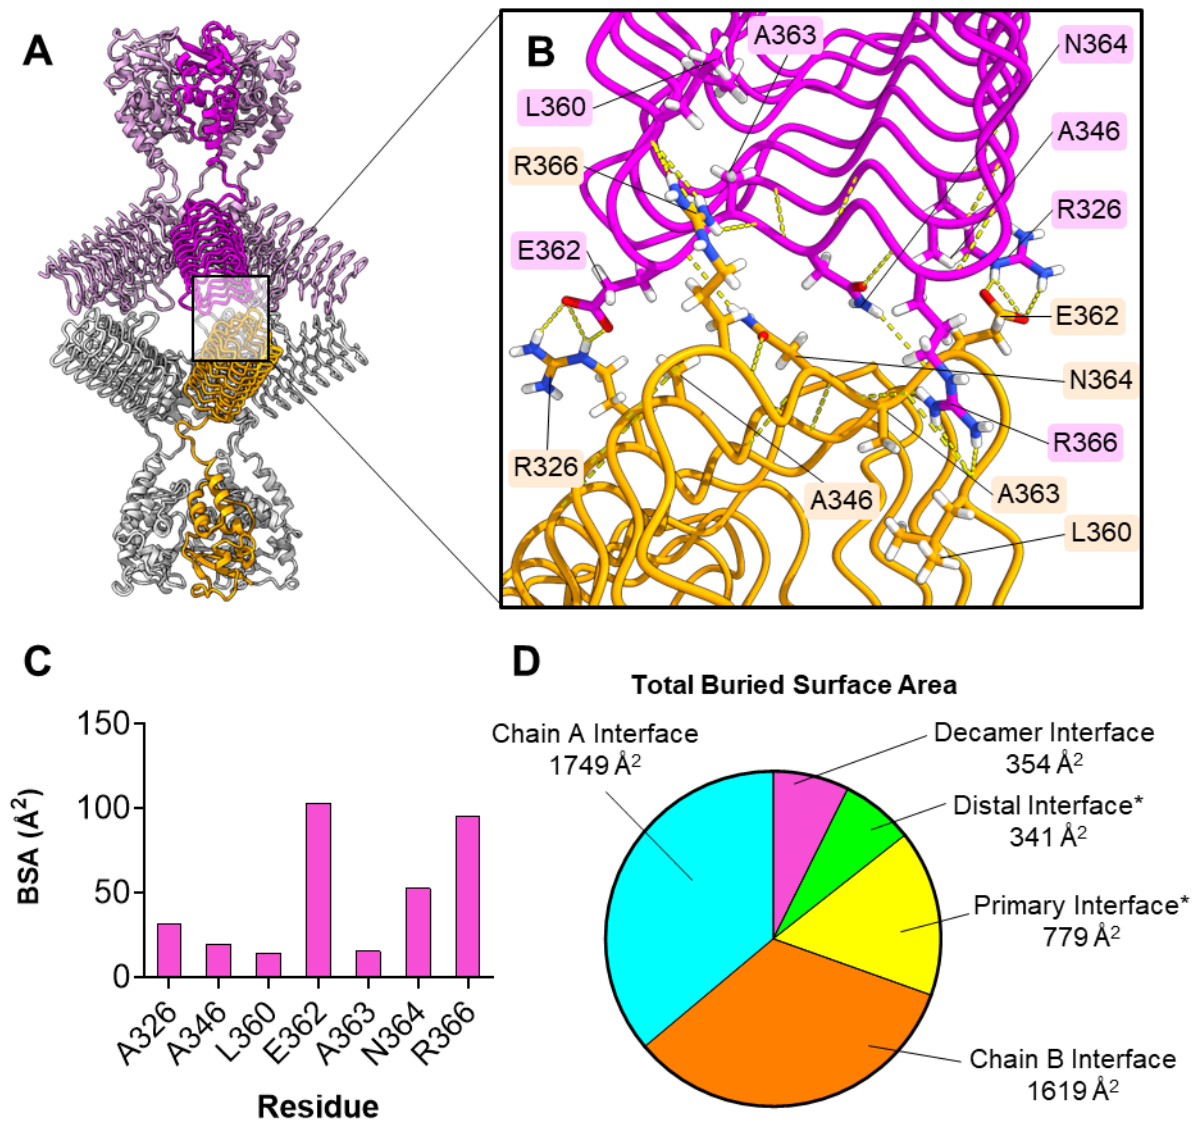 A
B
A363
N364
L360
A346
R366
R326
E362
E362
N364
R366
R326
A346
A363
L360
C
D
Total Buried Surface Area
150
100
50
0
BSA (Å²)
A326
A346
L360
E362
A363
N364
R366
Residue
Chain A Interface
1749 Å²
Decamer Interface
354 Å²
Distal Interface*
341 Å²
Primary Interface*
779 Å²
Chain B Interface
1619 Å²